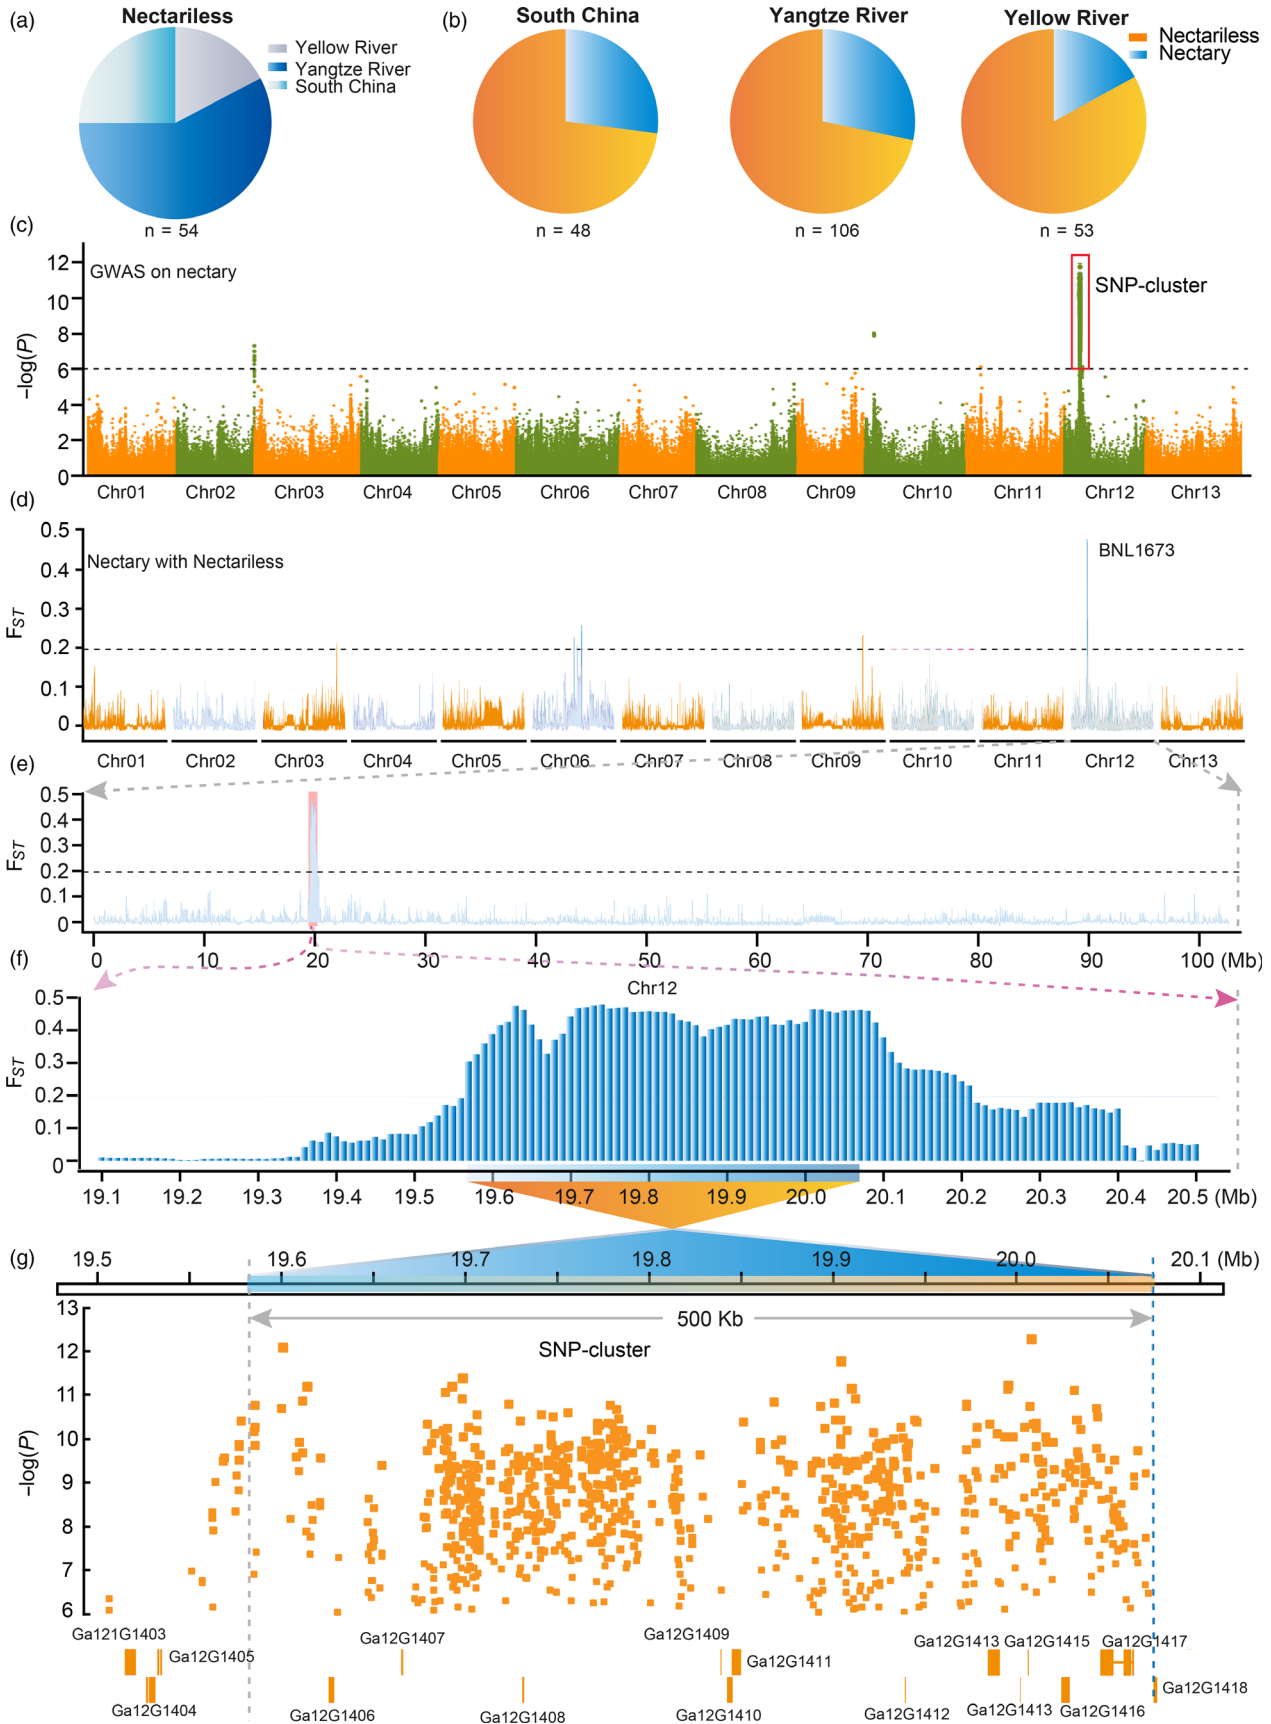 (a)
Nectariless
Yellow River
Yangtze River
South China
n = 54
(b)
South China
Yangtze River
Yellow River
Nectariless
Nectary
n = 48
n = 106
n = 53
(c)
GWAS on nectary
SNP-cluster
−log(P)
12
10
8
6
4
2
0
Chr01 Chr02 Chr03 Chr04 Chr05 Chr06 Chr07 Chr08 Chr09 Chr10 Chr11 Chr12 Chr13
(d)
Nectary with Nectariless
BNL1673
FST
0.5
0.4
0.3
0.2
0.1
0
Chr01 Chr02 Chr03 Chr04 Chr05 Chr06 Chr07 Chr08 Chr09 Chr10 Chr11 Chr12 Chr13
(e)
FST
0.5
0.4
0.3
0.2
0.1
0
0 10 20 30 40 50 60 70 80 90 100 (Mb)
Chr12
(f)
FST
0.5
0.4
0.3
0.2
0.1
0
19.1 19.2 19.3 19.4 19.5 19.6 19.7 19.8 19.9 20.0 20.1 20.2 20.3 20.4 20.5 (Mb)
(g)
19.5 19.6 19.7 19.8 19.9 20.0 20.1 (Mb)
500 Kb
SNP-cluster
−log(P)
13
12
11
10
9
8
7
6
Ga121G1403
Ga12G1405
Ga12G1404
Ga12G1407
Ga12G1406
Ga12G1408
Ga12G1409
Ga12G1411
Ga12G1410
Ga12G1412
Ga12G1413
Ga12G1415
Ga12G1413
Ga12G1417
Ga12G1416
Ga12G1418